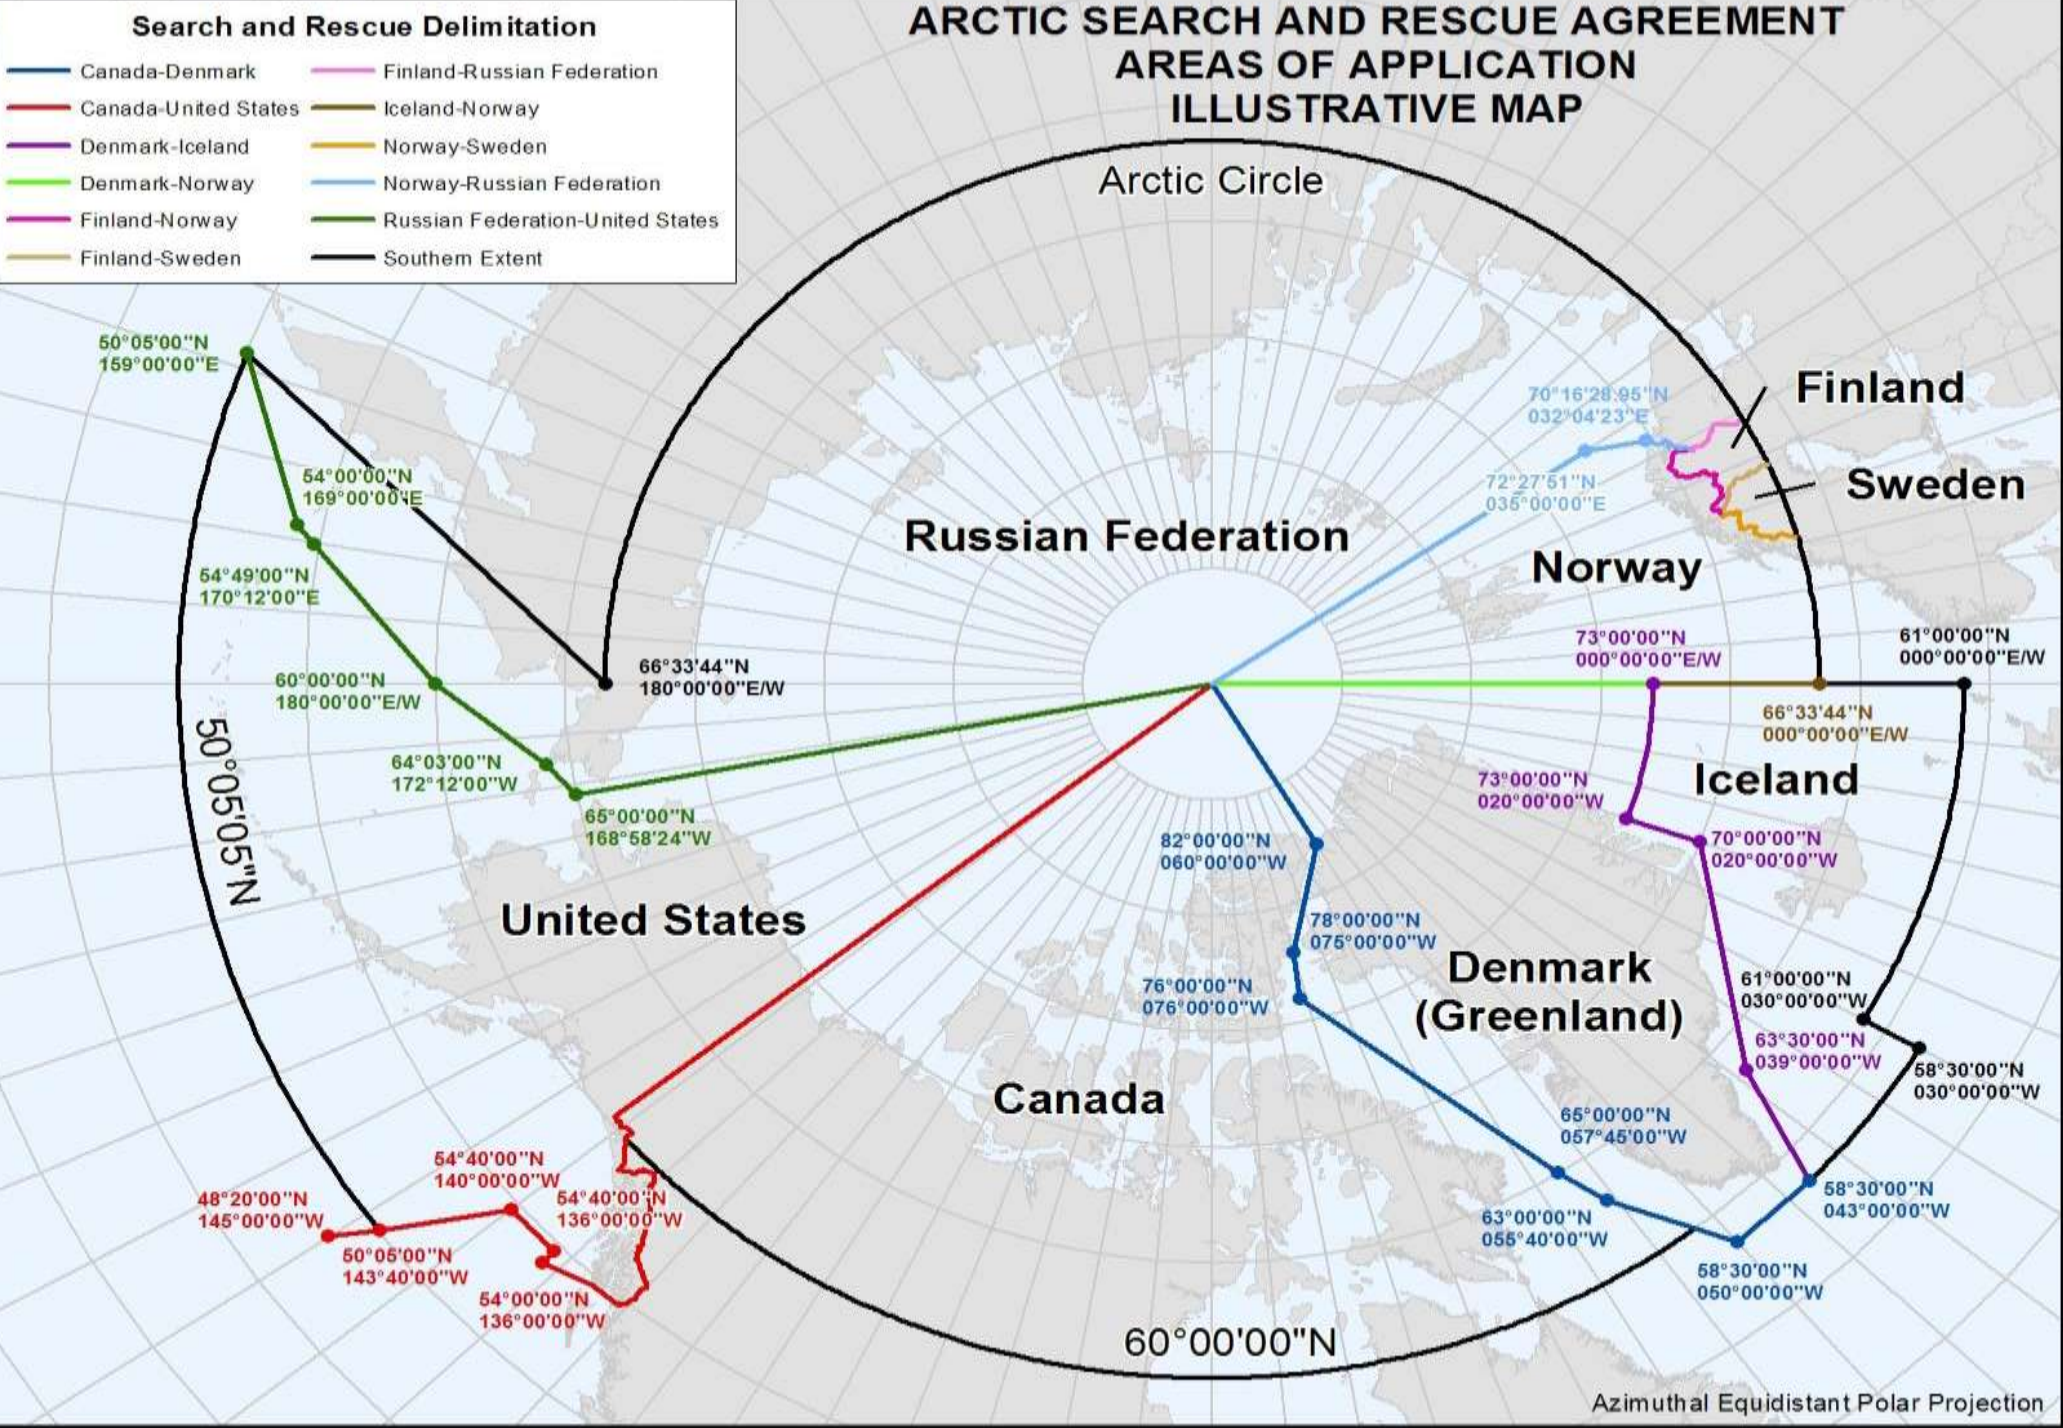 Search and Rescue Delimitation
Canada-Denmark
Canada-United States
Denmark-Iceland
Denmark-Norway
Finland-Norway
Finland-Sweden
Finland-Russian Federation
Iceland-Norway
Norway-Sweden
Norway-Russian Federation
Russian Federation-United States
Southern Extent
ARCTIC SEARCH AND RESCUE AGREEMENT
AREAS OF APPLICATION
ILLUSTRATIVE MAP
Arctic Circle
50°05'00"N
159°00'00"E
54°00'00"N
169°00'00"E
54°49'00"N
170°12'00"E
60°00'00"N
180°00'00"E/W
64°03'00"N
172°12'00"W
65°00'00"N
168°58'24"W
66°33'44"N
180°00'00"E/W
50°05'05"N
Russian Federation
70°16'28.95"N
032°04'23"E
72°27'51"N
035°00'00"E
Finland
Sweden
Norway
73°00'00"N
000°00'00"E/W
61°00'00"N
000°00'00"E/W
66°33'44"N
000°00'00"E/W
Iceland
73°00'00"N
020°00'00"W
70°00'00"N
020°00'00"W
82°00'00"N
060°00'00"W
78°00'00"N
075°00'00"W
76°00'00"N
076°00'00"W
United States
Denmark
(Greenland)
61°00'00"N
030°00'00"W
63°30'00"N
039°00'00"W
58°30'00"N
030°00'00"W
Canada
65°00'00"N
057°45'00"W
63°00'00"N
055°40'00"W
58°30'00"N
043°00'00"W
58°30'00"N
050°00'00"W
54°40'00"N
140°00'00"W
54°40'00"N
136°00'00"W
48°20'00"N
145°00'00"W
50°05'00"N
143°40'00"W
54°00'00"N
136°00'00"W
60°00'00"N
Azimuthal Equidistant Polar Projection